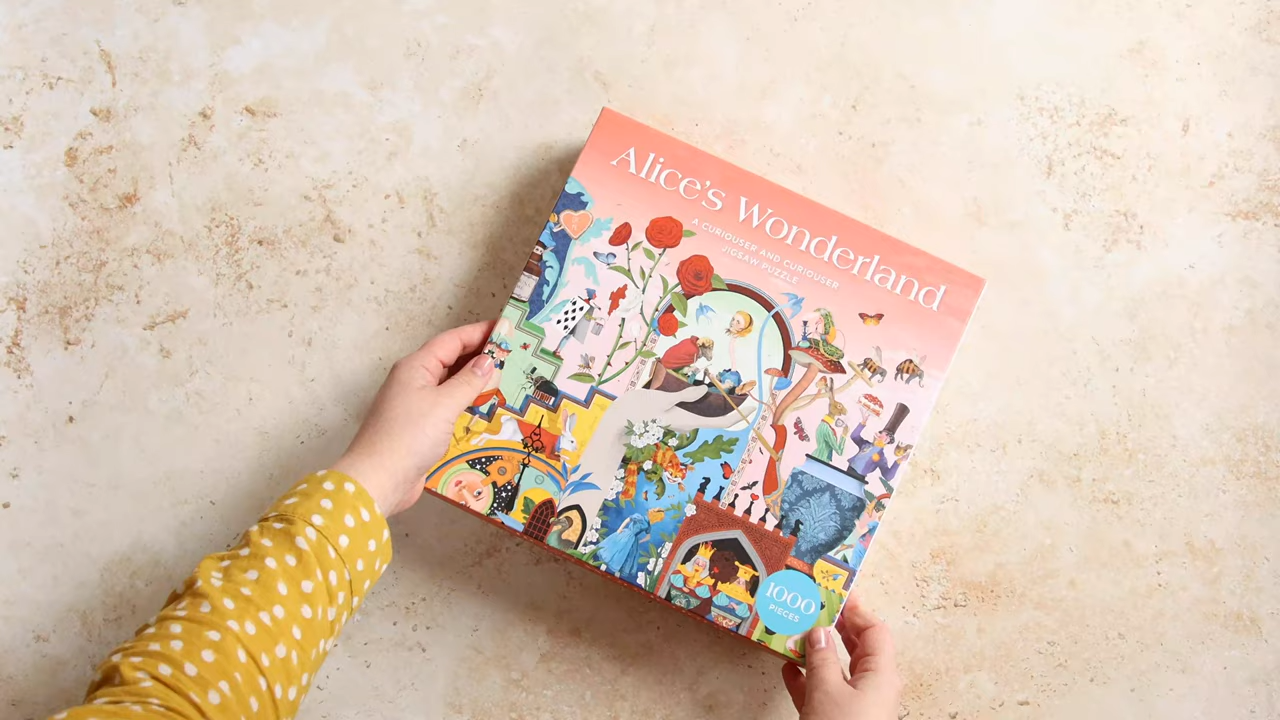 Alice's Wonderland
A CURIOUSER AND CURIOUSER
JIGSAW PUZZLE
1000
PIECES